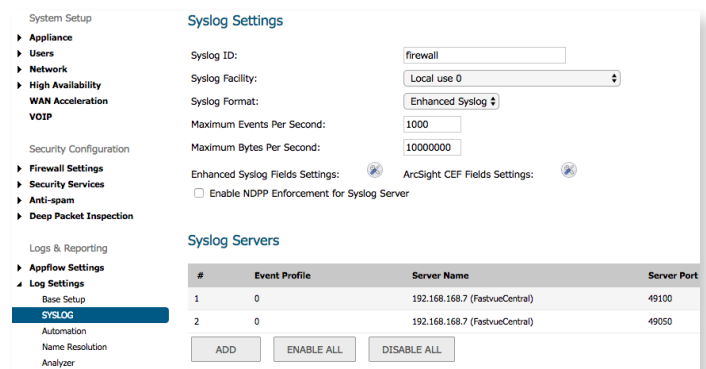 System Setup
Appliance
Users
Network
High Availability
WAN Acceleration
VOIP
Security Configuration
Firewall Settings
Security Services
Anti-spam
Deep Packet Inspection
Logs & Reporting
Appflow Settings
Log Settings
Base Setup
SYSLOG
Automation
Name Resolution
Analyzer
Syslog Settings
Syslog ID: firewall
Syslog Facility: Local use 0
Syslog Format: Enhanced Syslog
Maximum Events Per Second: 1000
Maximum Bytes Per Second: 10000000
Enhanced Syslog Fields Settings: ArcSight CEF Fields Settings:
Enable NDPP Enforcement for Syslog Server
Syslog Servers
# Event Profile Server Name Server Port
1 0 192.168.168.7 (FastvueCentral) 49100
2 0 192.168.168.7 (FastvueCentral) 49050
ADD ENABLE ALL DISABLE ALL